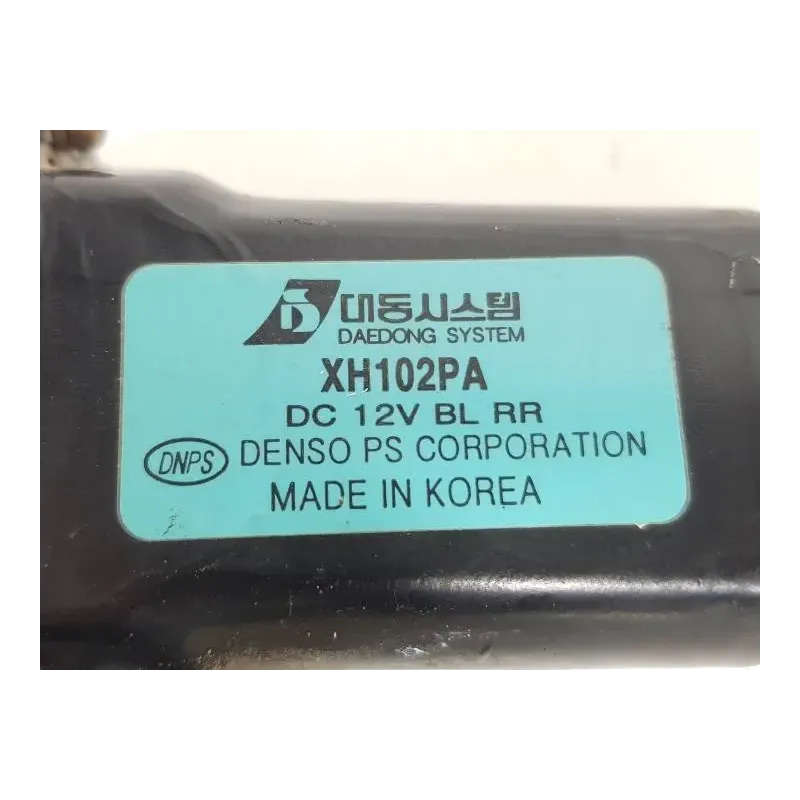 D 대동시스템
DAEDONG SYSTEM
XH102PA
DC 12V BL RR
DNPS DENSO PS CORPORATION
MADE IN KOREA